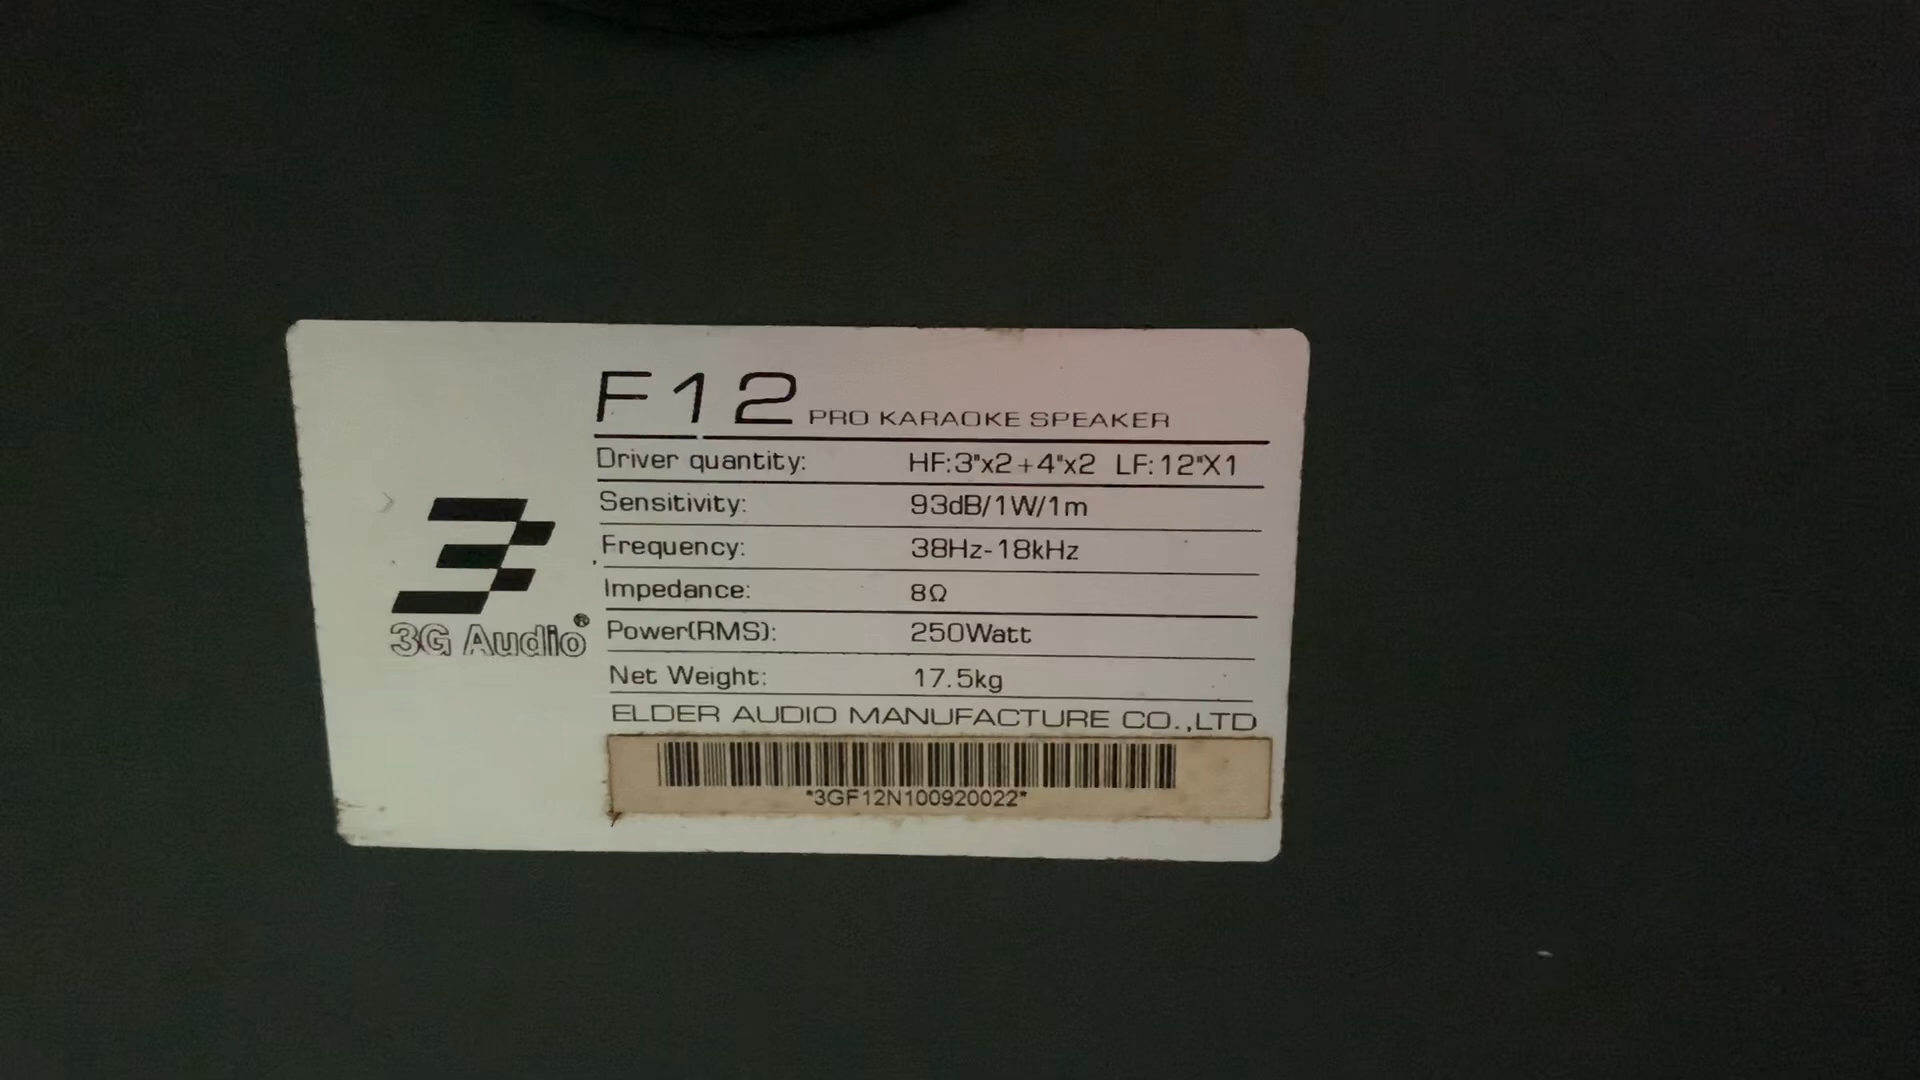 F12 PRO KARAOKE SPEAKER
Driver quantity: HF:3"x2+4"x2 LF:12"X1
Sensitivity: 93dB/1W/1m
Frequency: 38Hz-18kHz
Impedance: 8Ω
Power(RMS): 250Watt
Net Weight: 17.5kg
ELDER AUDIO MANUFACTURE CO.,LTD
*3GF12N100920022*
3G Audio®